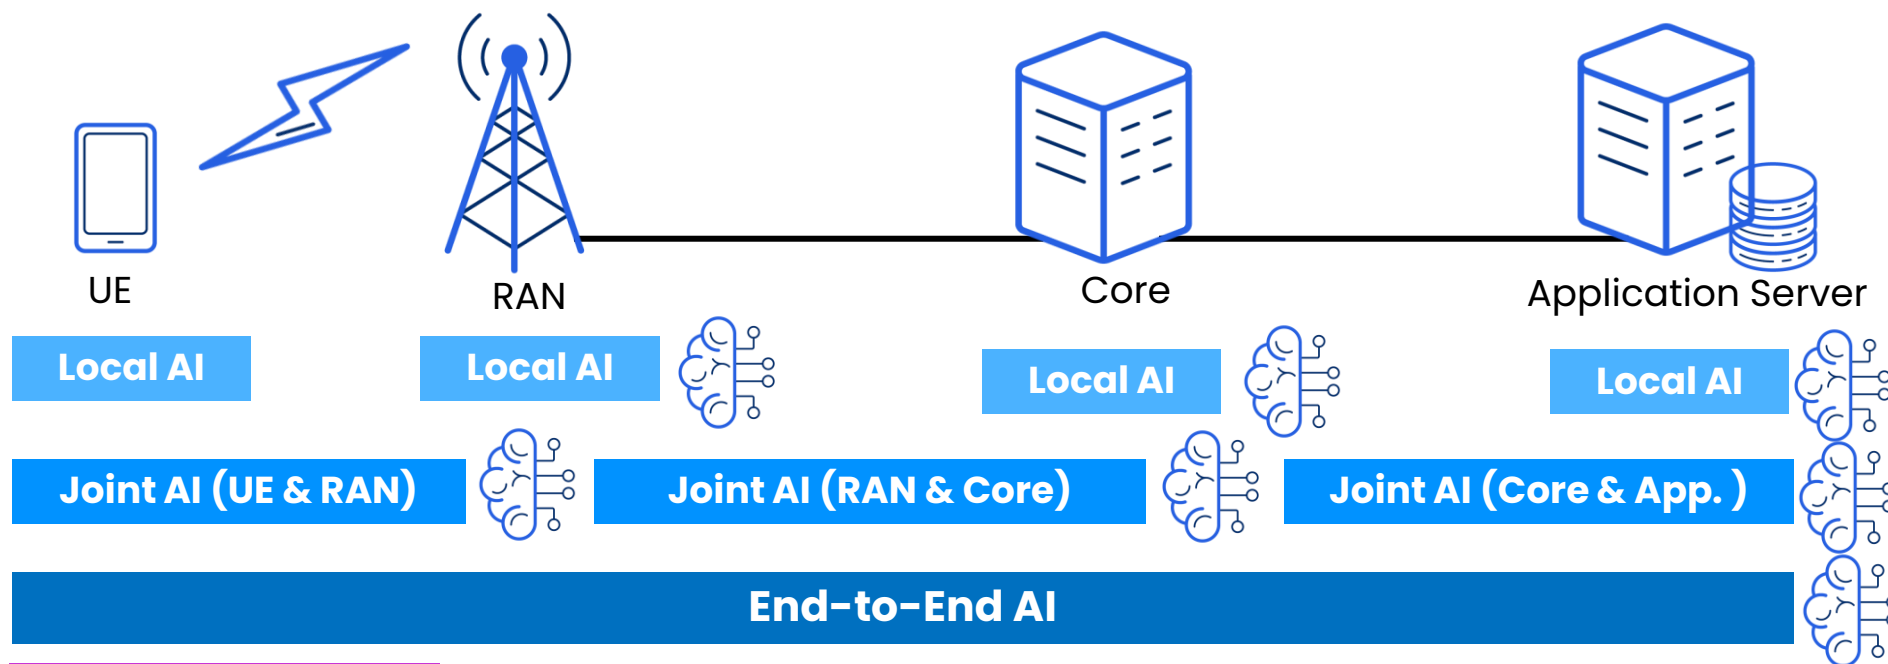 UE
RAN
Core
Application Server
Local AI
Local AI
Local AI
Local AI
Joint AI (UE & RAN)
Joint AI (RAN & Core)
Joint AI (Core & App. )
End-to-End AI